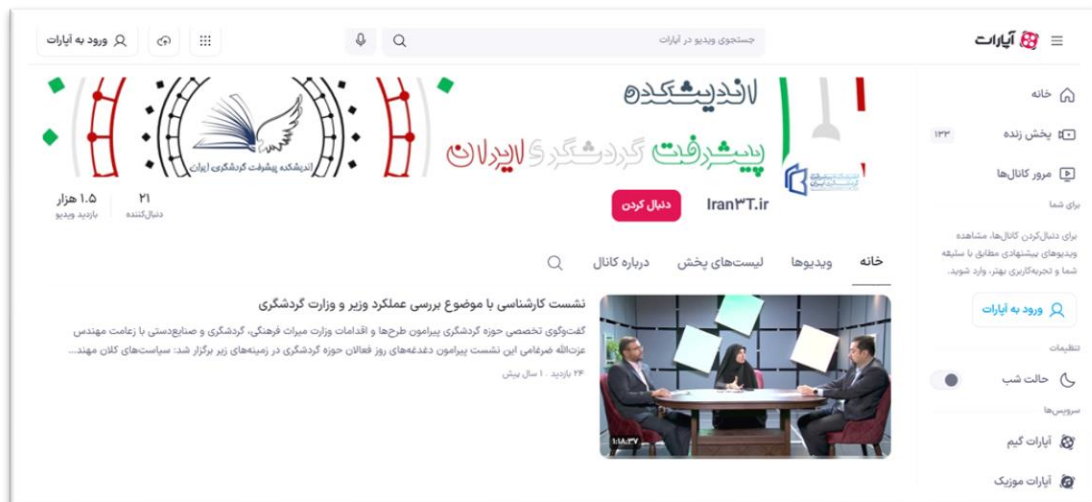 آپارات
جستجوی ویدیو در آپارات
ورود به آپارات
خانه
پخش زنده
۱۳۳
مرور کانال‌ها
برای شما
برای دنبال‌کردن کانال‌ها، مشاهده
ویدیوهای پیشنهادی مطابق با سلیقه
شما و تجربه‌کاربری بهتر، وارد شوید.
ورود به آپارات
تنظیمات
حالت شب
سرویس‌ها
آپارات گیم
آپارات موزیک
اندیشکده
پیشرفت گردشگری ایران
اندیشکده پیشرفت گردشگری ایران
Iran۳T.ir
دنبال کردن
۲۱
دنبال‌کننده
۱.۵ هزار
بازدید ویدیو
خانه
ویدیوها
لیست‌های پخش
درباره کانال
نشست کارشناسی با موضوع بررسی عملکرد وزیر و وزارت گردشگری
گفت‌وگوی تخصصی حوزه گردشگری پیرامون طرح‌ها و اقدامات وزارت میراث فرهنگی، گردشگری و صنایع‌دستی با زعامت مهندس
عزت‌الله ضرغامی این نشست پیرامون دغدغه‌های روز فعالان حوزه گردشگری در زمینه‌های زیر برگزار شد: سیاست‌های کلان مهند...
۲۴ بازدید . ۱ سال پیش
۱:۱۸:۳۷